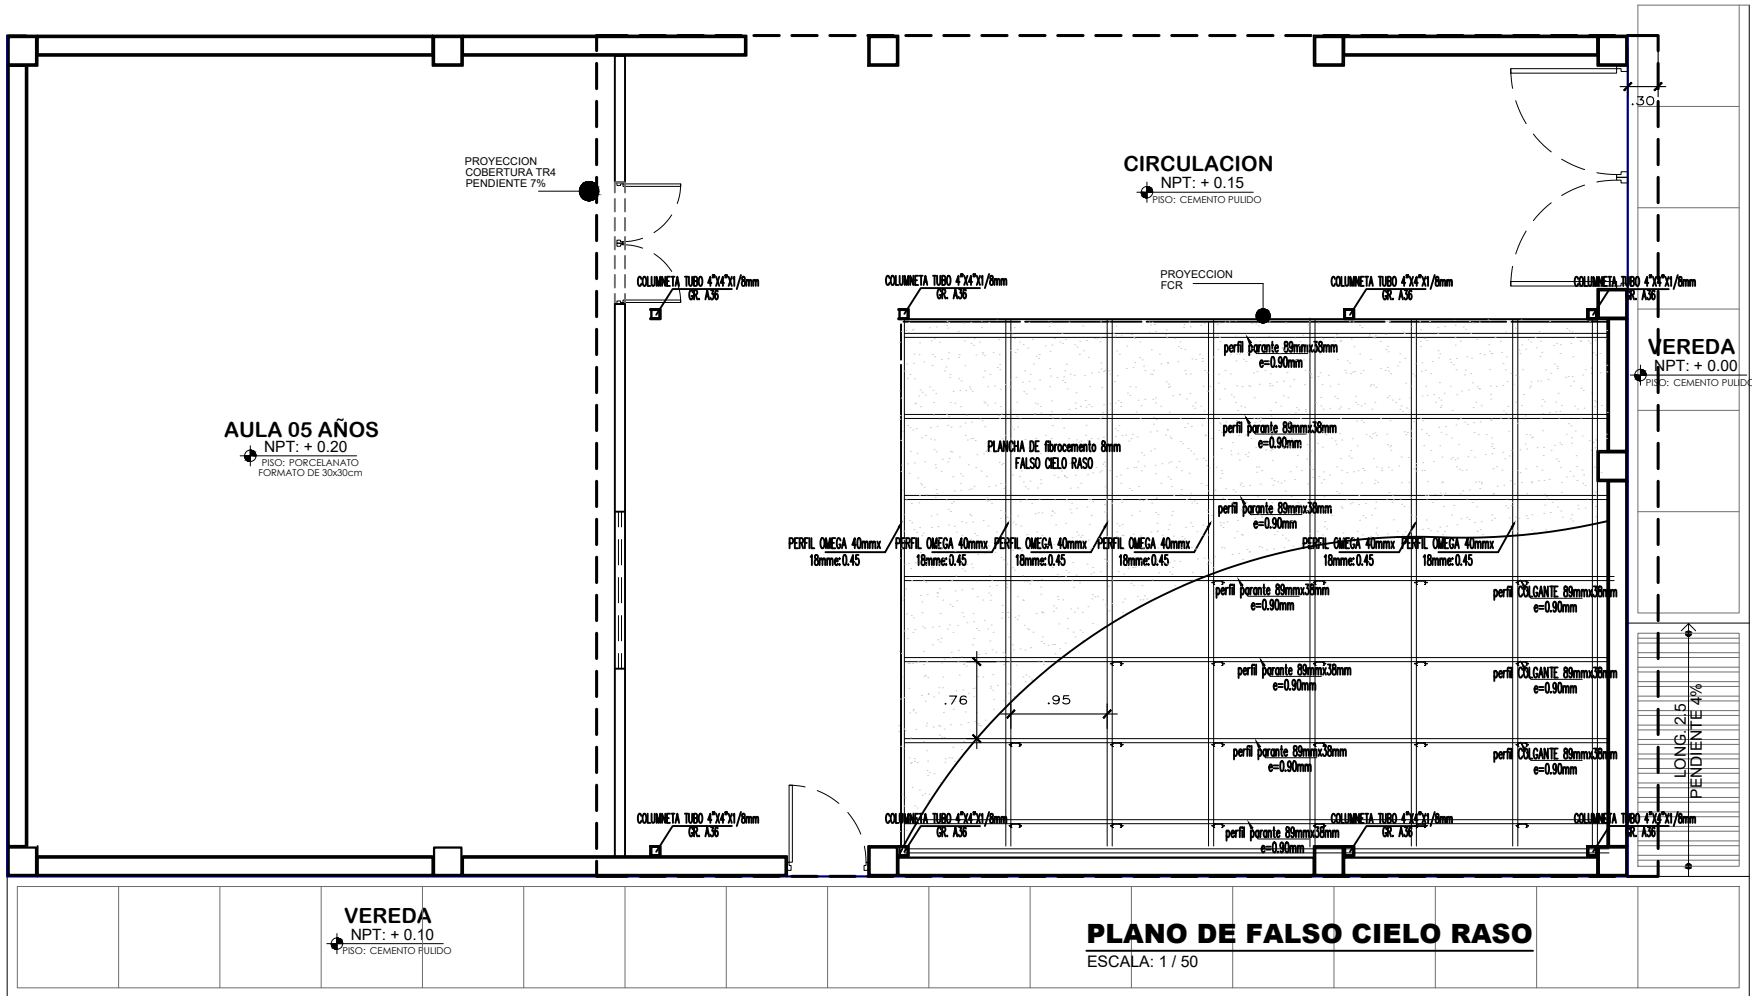 .30
PROYECCION
COBERTURA TR4
PENDIENTE 7%
CIRCULACION
NPT: + 0.15
PISO: CEMENTO PULIDO
COLUMNETA TUBO 4"X4"X1/8mm
GR. A36
COLUMNETA TUBO 4"X4"X1/8mm
GR. A36
PROYECCION
FCR
COLUMNETA TUBO 4"X4"X1/8mm
GR. A36
COLUMNETA TUBO 4"X4"X1/8mm
GR. A36
perfil parante 89mmx38mm
e=0.90mm
VEREDA
NPT: + 0.00
PISO: CEMENTO PULIDO
AULA 05 AÑOS
NPT: + 0.20
PISO: PORCELANATO
FORMATO DE 30x30cm
perfil parante 89mmx38mm
e=0.90mm
PLANCHA DE fibrocemento 8mm
FALSO CIELO RASO
perfil parante 89mmx38mm
e=0.90mm
PERFIL OMEGA 40mmx
18mme:0.45
PERFIL OMEGA 40mmx
18mme:0.45
PERFIL OMEGA 40mmx
18mme:0.45
PERFIL OMEGA 40mmx
18mme:0.45
PERFIL OMEGA 40mmx
18mme:0.45
PERFIL OMEGA 40mmx
18mme:0.45
perfil parante 89mmx38mm
e=0.90mm
perfil COLGANTE 89mmx38mm
e=0.90mm
perfil parante 89mmx38mm
e=0.90mm
perfil COLGANTE 89mmx38mm
e=0.90mm
.76
.95
LONG. 2.5
PENDIENTE 4%
perfil parante 89mmx38mm
e=0.90mm
perfil COLGANTE 89mmx38mm
e=0.90mm
COLUMNETA TUBO 4"X4"X1/8mm
GR. A36
COLUMNETA TUBO 4"X4"X1/8mm
GR. A36
perfil parante 89mmx38mm
e=0.90mm
COLUMNETA TUBO 4"X4"X1/8mm
GR. A36
COLUMNETA TUBO 4"X4"X1/8mm
GR. A36
VEREDA
NPT: + 0.10
PISO: CEMENTO PULIDO
PLANO DE FALSO CIELO RASO
ESCALA: 1 / 50